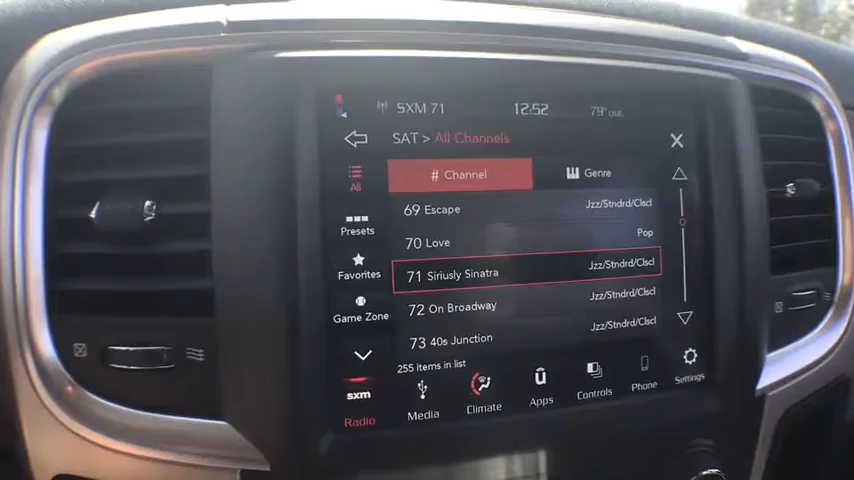 SXM 71 12:52 79° out
SAT > All Channels
# Channel Genre
All
Presets
Favorites
Game Zone
69 Escape Jzz/Stndrd/Clscl
70 Love Pop
71 Siriusly Sinatra Jzz/Stndrd/Clscl
72 On Broadway Jzz/Stndrd/Clscl
73 40s Junction Jzz/Stndrd/Clscl
255 items in list
sxm
Radio Media Climate Apps Controls Phone Settings